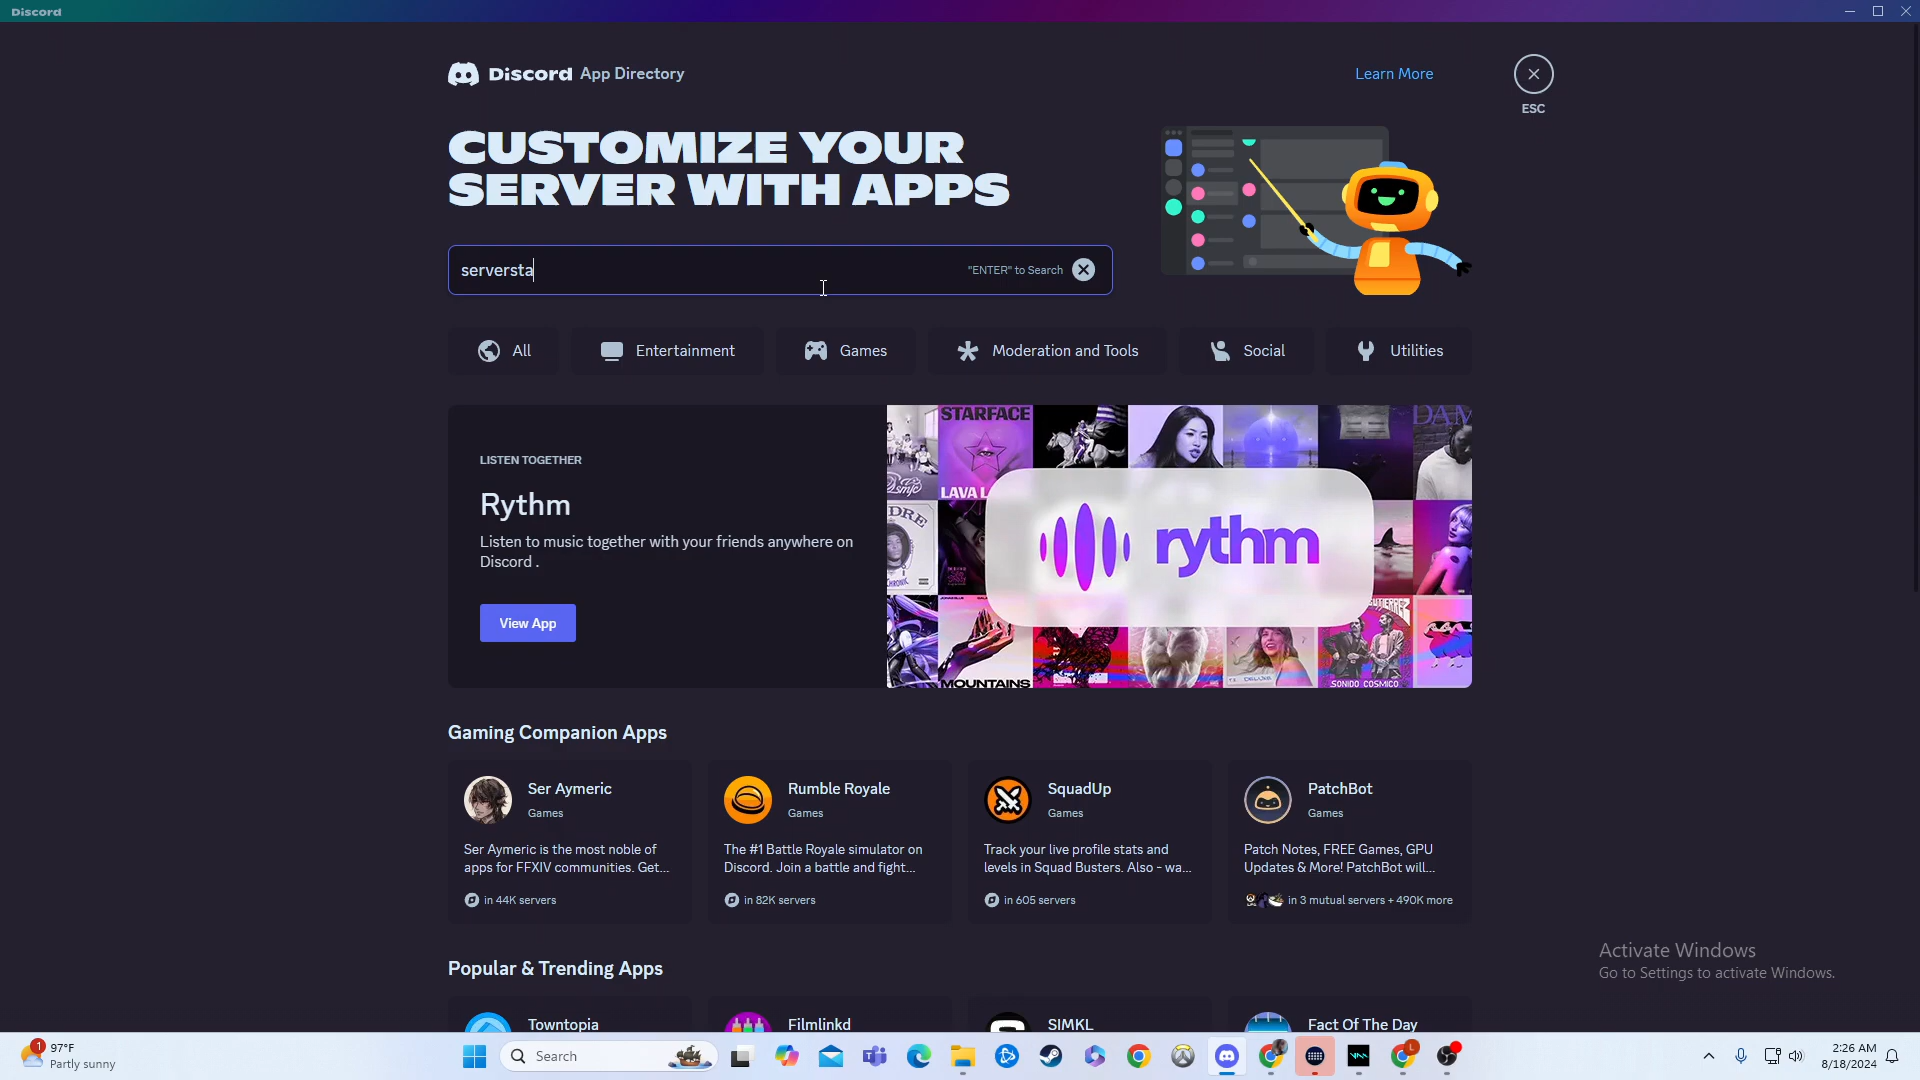 Discord
Discord App Directory
Learn More
ESC
CUSTOMIZE YOUR
SERVER WITH APPS
serversta
"ENTER" to Search
All
Entertainment
Games
Moderation and Tools
Social
Utilities
LISTEN TOGETHER
Rythm
Listen to music together with your friends anywhere on
Discord .
View App
STARFACE
LAVA L
DAM
DRE
rythm
MOUNTAINS
SONIDO COSMICO
Gaming Companion Apps
Ser Aymeric
Games
Ser Aymeric is the most noble of
apps for FFXIV communities. Get...
in 44K servers
Rumble Royale
Games
The #1 Battle Royale simulator on
Discord. Join a battle and fight...
in 82K servers
SquadUp
Games
Track your live profile stats and
levels in Squad Busters. Also - wa...
in 605 servers
PatchBot
Games
Patch Notes, FREE Games, GPU
Updates & More! PatchBot will...
in 3 mutual servers + 490K more
Activate Windows
Go to Settings to activate Windows.
Popular & Trending Apps
Towntopia
Filmlinkd
SIMKL
Fact Of The Day
1
97°F
Partly sunny
Search
2:26 AM
8/18/2024